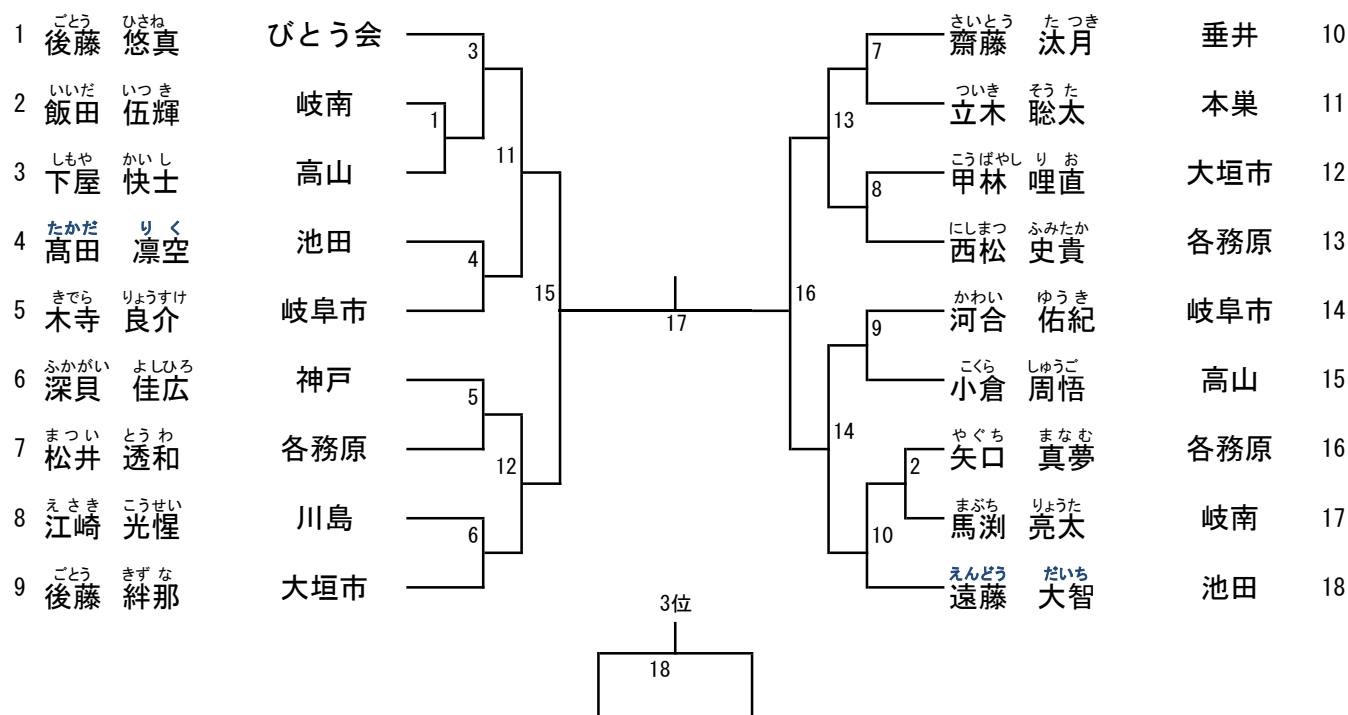 ごとう ひさね
1 後藤 悠真 びとう会
いいだ いつき
2 飯田 伍輝 岐南
しもや かいし
3 下屋 快士 高山
たかだ りく
4 髙田 凛空 池田
きでら りょうすけ
5 木寺 良介 岐阜市
ふかがい よしひろ
6 深貝 佳広 神戸
まつい とうわ
7 松井 透和 各務原
えさき こうせい
8 江崎 光惺 川島
ごとう きずな
9 後藤 絆那 大垣市
3
1
11
4
15
5
12
6
17
16
7
13
8
9
14
2
10
さいとう たつき
齋藤 汰月 垂井 10
ついき そうた
立木 聡太 本巣 11
こうばやし りお
甲林 哩直 大垣市 12
にしまつ ふみたか
西松 史貴 各務原 13
かわい ゆうき
河合 佑紀 岐阜市 14
こくら しゅうご
小倉 周悟 高山 15
やぐち まなむ
矢口 真夢 各務原 16
まぶち りょうた
馬渕 亮太 岐南 17
えんどう だいち
遠藤 大智 池田 18
3位
18